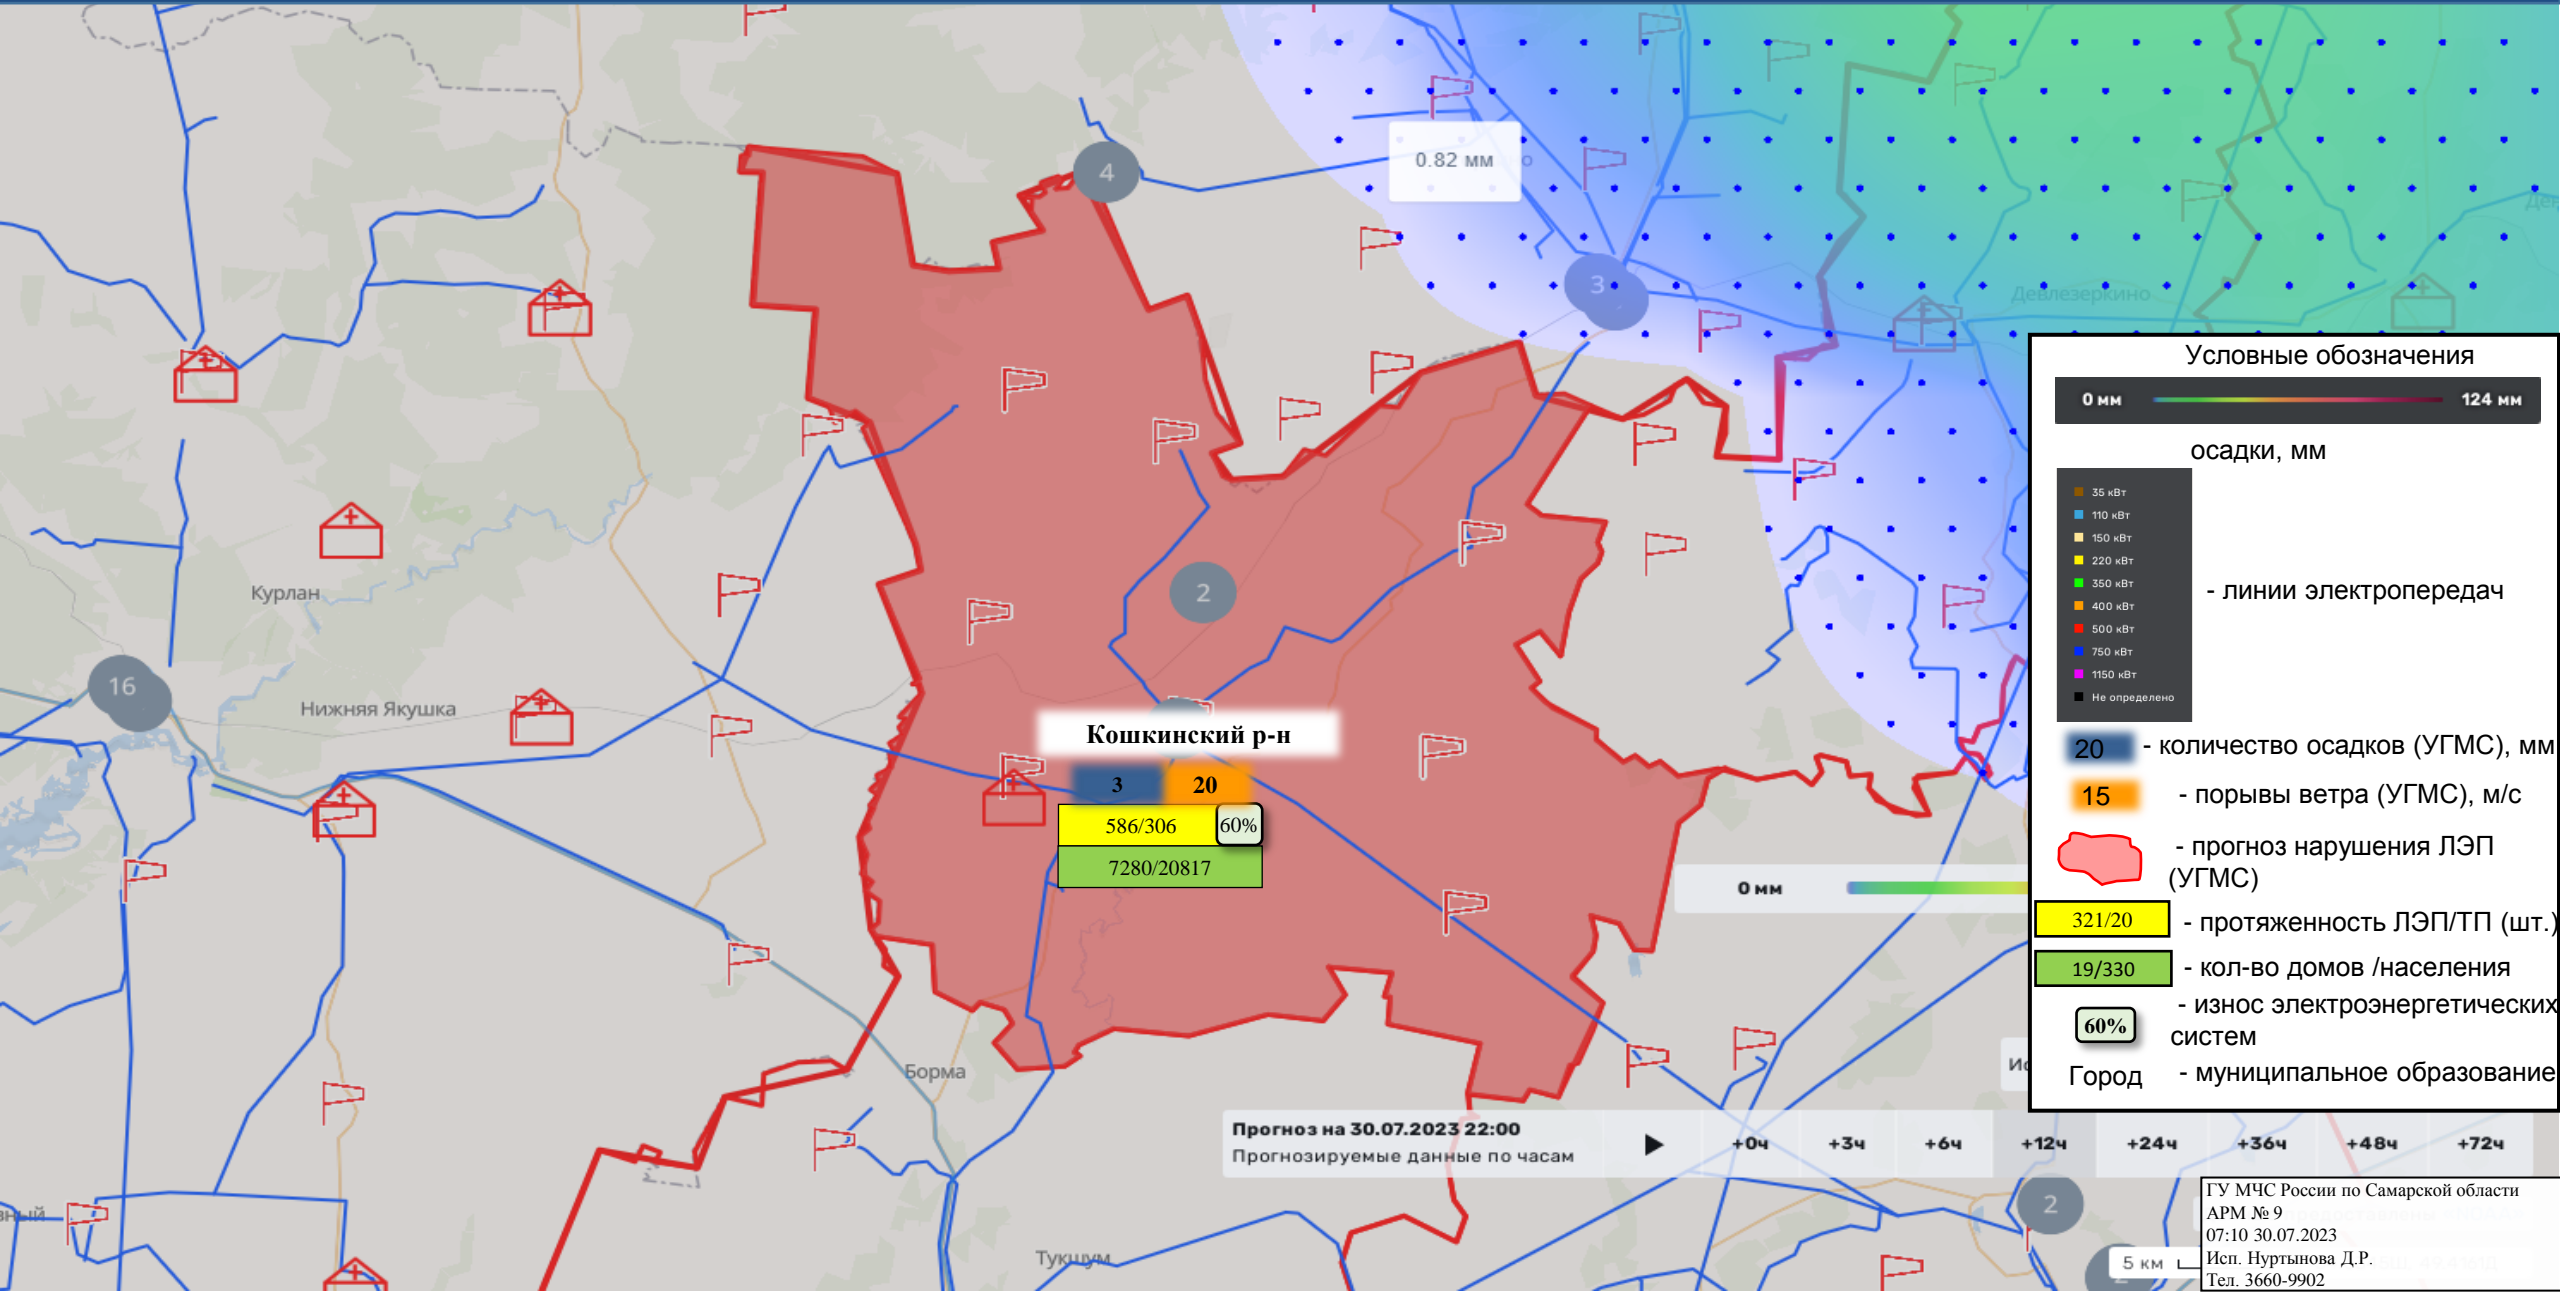 4
0.82 мм
3
Девлезеркино
2
Курлан
16
Нижняя Якушка
Кошкинский р-н
3
20
586/306
60%
7280/20817
0 мм
Борма
Тукшум
Прогноз на 30.07.2023 22:00
Прогнозируемые данные по часам
+0ч
+3ч
+6ч
+12ч
+24ч
+36ч
+48ч
+72ч
2
2
5 км
Условные обозначения
0 мм
124 мм
осадки, мм
35 кВт
110 кВт
150 кВт
220 кВт
350 кВт
400 кВт
500 кВт
750 кВт
1150 кВт
Не определено
- линии электропередач
20 - количество осадков (УГМС), мм
15 - порывы ветра (УГМС), м/с
- прогноз нарушения ЛЭП
(УГМС)
321/20 - протяженность ЛЭП/ТП (шт.)
19/330 - кол-во домов /населения
- износ электроэнергетических
60%
систем
Город - муниципальное образование
ГУ МЧС России по Самарской области
АРМ № 9
07:10 30.07.2023
Исп. Нуртынова Д.Р.
Тел. 3660-9902